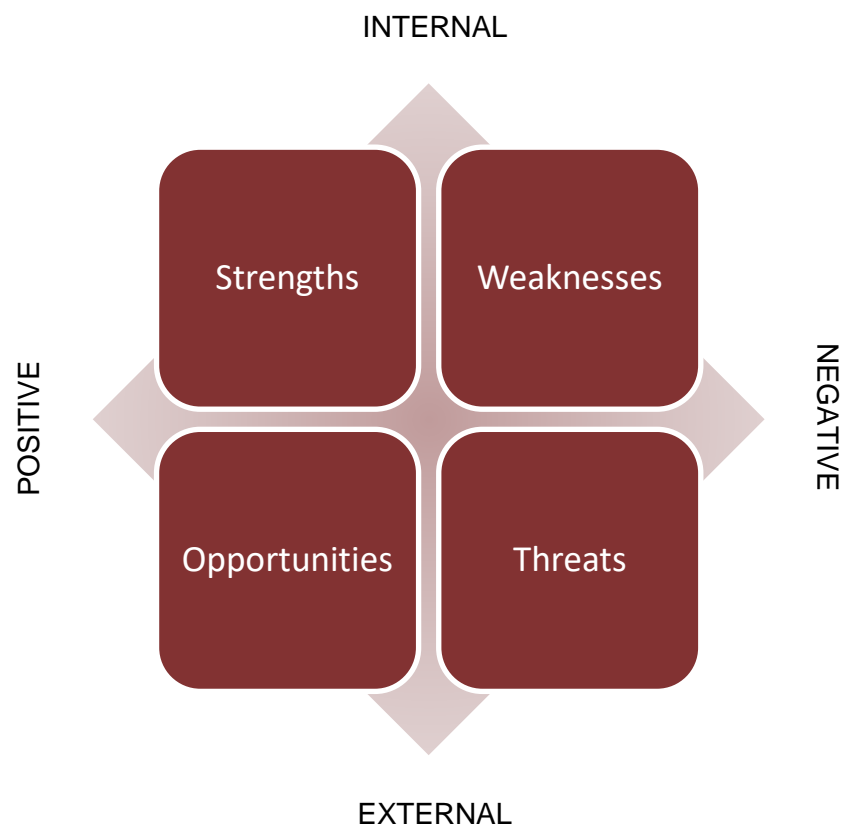 INTERNAL
Strengths
Weaknesses
POSITIVE
NEGATIVE
Opportunities
Threats
EXTERNAL